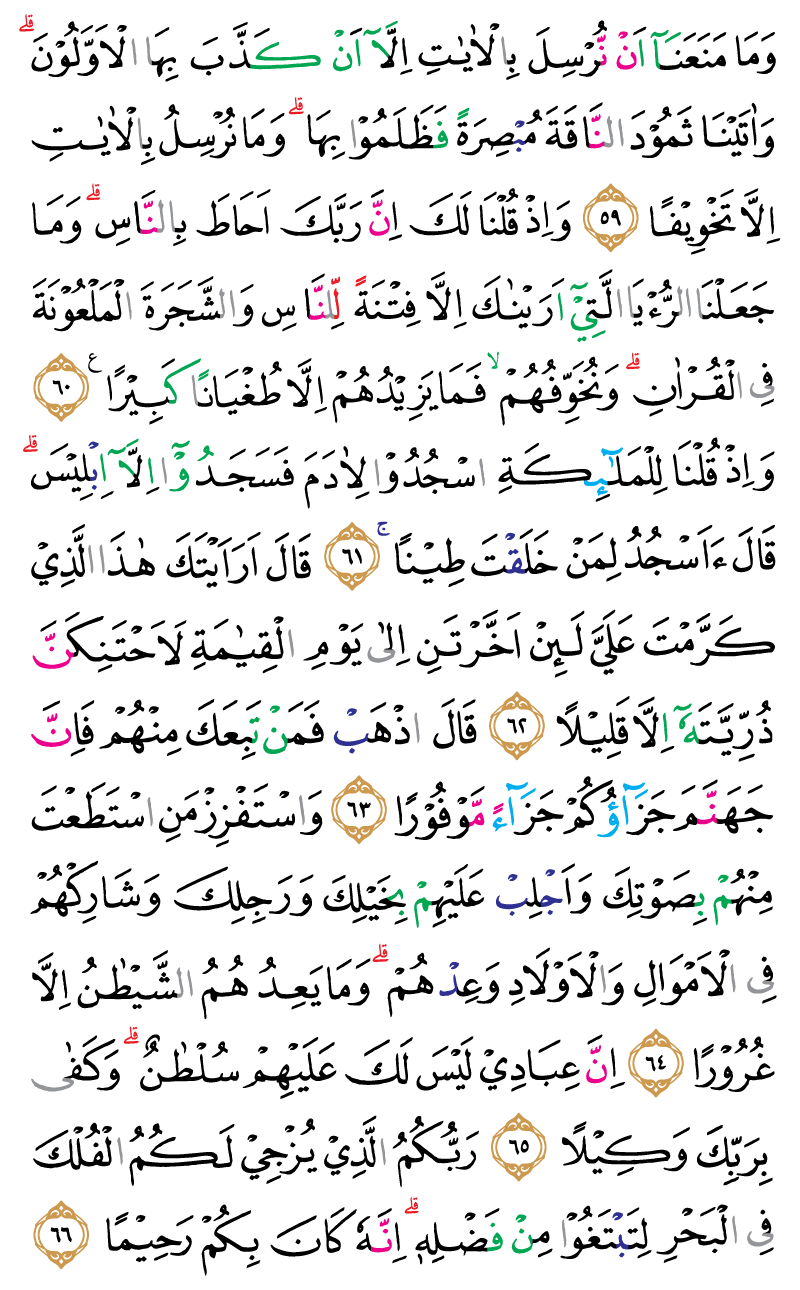 وَمَا مَنَعَنَآ اَنْ نُّرْسِلَ بِالْاٰيٰتِ اِلَّآ اَنْ كَذَّبَ بِهَا الْاَوَّلُوْنَۗ
وَاٰتَيْنَا ثَمُوْدَ النَّاقَةَ مُبْصِرَةً فَظَلَمُوْا بِهَاۗ وَمَا نُرْسِلُ بِالْاٰيٰتِ
اِلَّا تَخْوِيْفًا ٥٩ وَاِذْ قُلْنَا لَكَ اِنَّ رَبَّكَ اَحَاطَ بِالنَّاسِۗ وَمَا
جَعَلْنَا الرُّءْيَا الَّتِيْٓ اَرَيْنٰكَ اِلَّا فِتْنَةً لِّلنَّاسِ وَالشَّجَرَةَ الْمَلْعُوْنَةَ
فِى الْقُرْاٰنِۗ وَنُخَوِّفُهُمْۙ فَمَا يَزِيْدُهُمْ اِلَّا طُغْيَانًا كَبِيْرًا ࣖ ٦٠
وَاِذْ قُلْنَا لِلْمَلٰۤىِٕكَةِ اسْجُدُوْا لِاٰدَمَ فَسَجَدُوْٓا اِلَّآ اِبْلِيْسَۗ
قَالَ ءَاَسْجُدُ لِمَنْ خَلَقْتَ طِيْنًاۚ ٦١ قَالَ اَرَاَيْتَكَ هٰذَا الَّذِيْ
كَرَّمْتَ عَلَيَّ لَىِٕنْ اَخَّرْتَنِ اِلٰى يَوْمِ الْقِيٰمَةِ لَاَحْتَنِكَنَّ
ذُرِّيَّتَهٗٓ اِلَّا قَلِيْلًا ٦٢ قَالَ اذْهَبْ فَمَنْ تَبِعَكَ مِنْهُمْ فَاِنَّ
جَهَنَّمَ جَزَاۤؤُكُمْ جَزَاۤءً مَّوْفُوْرًا ٦٣ وَاسْتَفْزِزْ مَنِ اسْتَطَعْتَ
مِنْهُمْ بِصَوْتِكَ وَاَجْلِبْ عَلَيْهِمْ بِخَيْلِكَ وَرَجِلِكَ وَشَارِكْهُمْ
فِى الْاَمْوَالِ وَالْاَوْلَادِ وَعِدْهُمْۗ وَمَا يَعِدُهُمُ الشَّيْطٰنُ اِلَّا
غُرُوْرًا ٦٤ اِنَّ عِبَادِيْ لَيْسَ لَكَ عَلَيْهِمْ سُلْطٰنٌۗ وَكَفٰى
بِرَبِّكَ وَكِيْلًا ٦٥ رَبُّكُمُ الَّذِيْ يُزْجِيْ لَكُمُ الْفُلْكَ
فِى الْبَحْرِ لِتَبْتَغُوْا مِنْ فَضْلِهٖۗ اِنَّهٗ كَانَ بِكُمْ رَحِيْمًا ٦٦